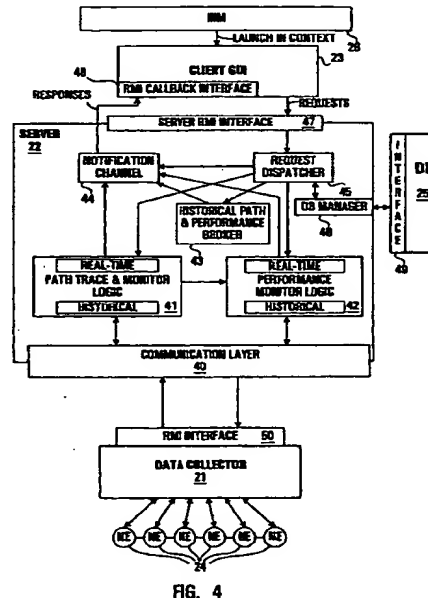 LAUNCH IN CONTEXT
28
CLIENT GUI
23
48
RMI CALLBACK INTERFACE
RESPONSES
REQUESTS
SERVER RMI INTERFACE 47
SERVER
22
NOTIFICATION
CHANNEL
44
REQUEST
DISPATCHER
45
HISTORICAL PATH
& PERFORMANCE
BROKER
43
DB MANAGER
46
INTERFACE
49
25
REAL-TIME
PATH TRACE & MONITOR
LOGIC
HISTORICAL 41
REAL-TIME
PERFORMANCE
MONITOR LOGIC
HISTORICAL 42
COMMUNICATION LAYER
40
RMI INTERFACE 50
DATA COLLECTOR
21
NE NE NE NE NE NE
24
FIG. 4